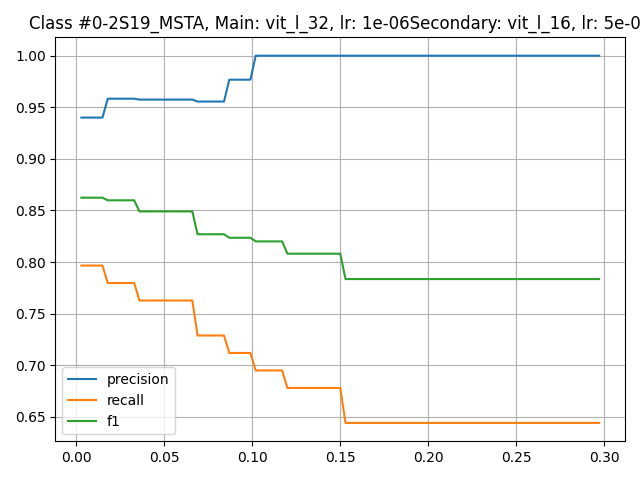 Class #0-2S19_MSTA, Main: vit_l_32, lr: 1e-06Secondary: vit_l_16, lr: 5e-0
1.00
0.95
0.90
0.85
0.80
0.75
0.70
0.65
precision
recall
f1
0.00 0.05 0.10 0.15 0.20 0.25 0.30